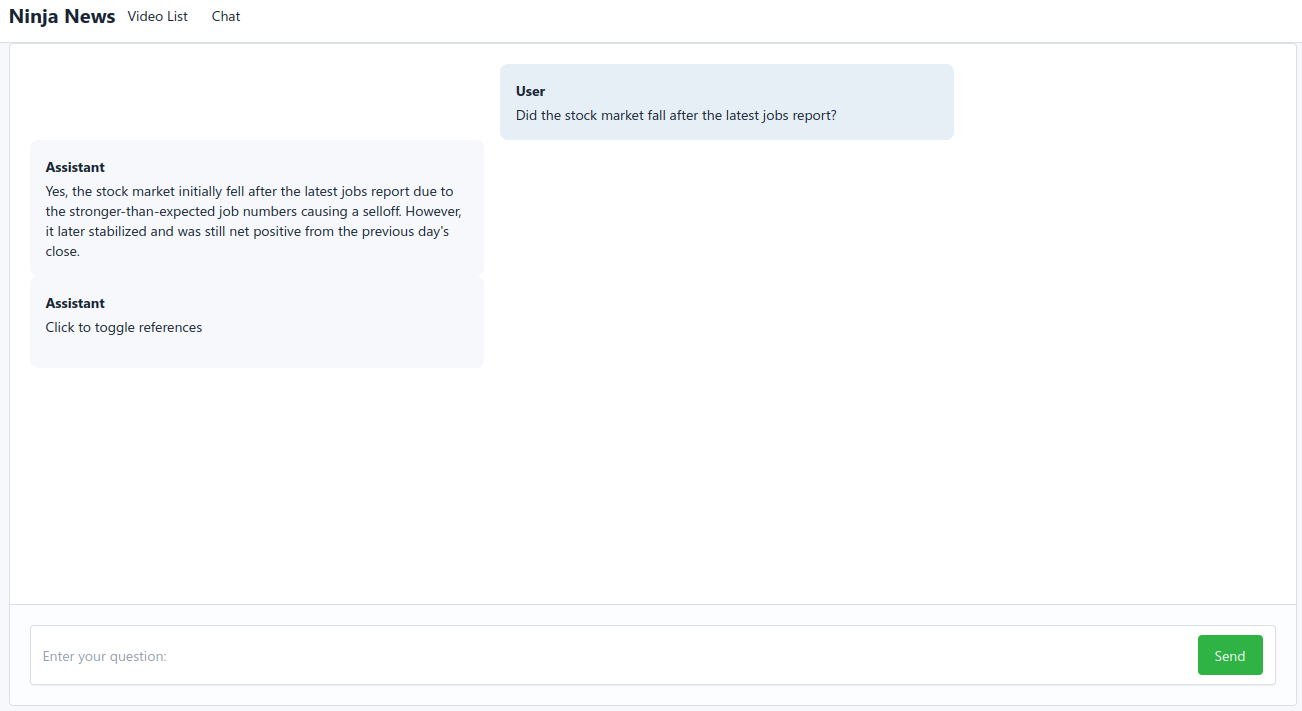 Ninja News Video List Chat
User
Did the stock market fall after the latest jobs report?
Assistant
Yes, the stock market initially fell after the latest jobs report due to
the stronger-than-expected job numbers causing a selloff. However,
it later stabilized and was still net positive from the previous day's
close.
Assistant
Click to toggle references
Enter your question:
Send